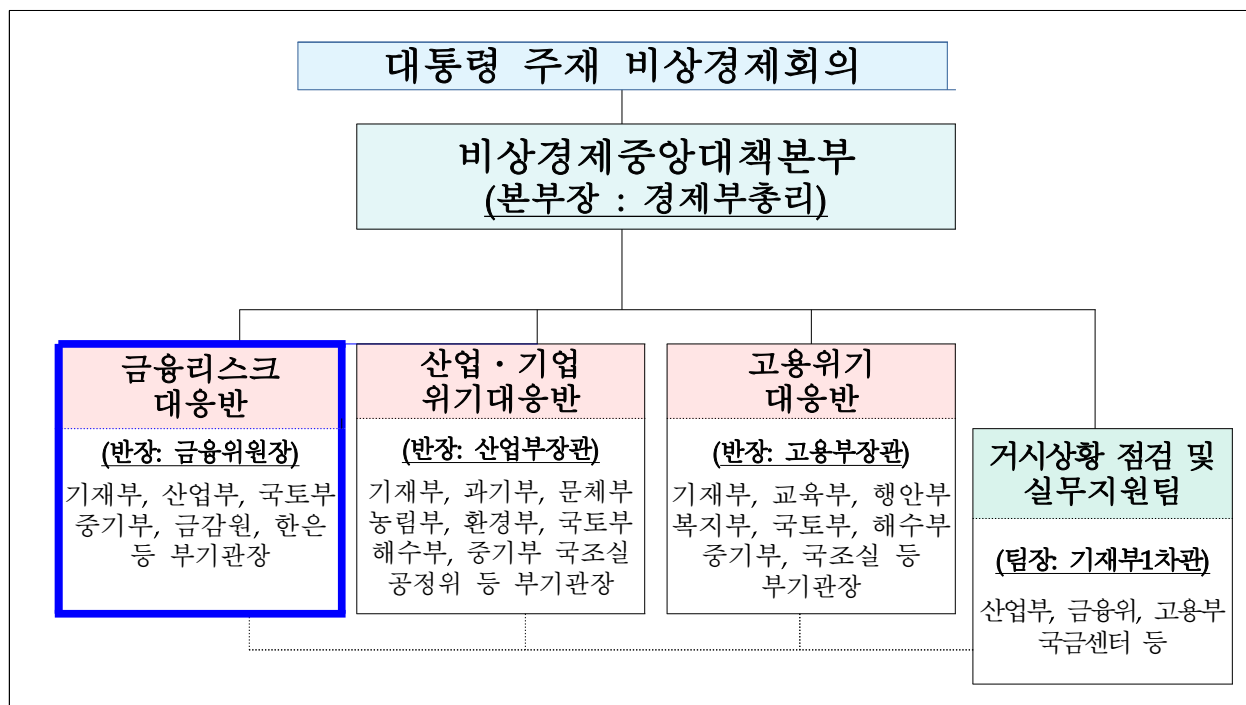 대통령 주재 비상경제회의
비상경제중앙대책본부
(본부장 : 경제부총리)
금융리스크
대응반
(반장: 금융위원장)
기재부, 산업부, 국토부
중기부, 금감원, 한은
등 부기관장
산업·기업
위기대응반
(반장: 산업부장관)
기재부, 과기부, 문체부
농림부, 환경부, 국토부
해수부, 중기부 국조실
공정위 등 부기관장
고용위기
대응반
(반장: 고용부장관)
기재부, 교육부, 행안부
복지부, 국토부, 해수부
중기부, 국조실 등
부기관장
거시상황 점검 및
실무지원팀
(팀장: 기재부1차관)
산업부, 금융위, 고용부
국금센터 등